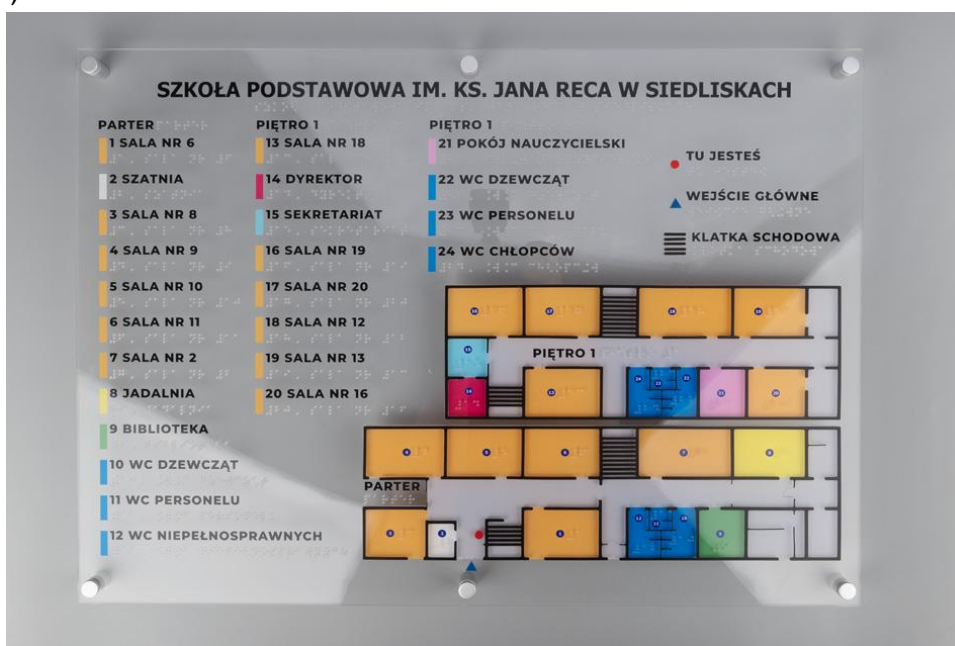 SZKOŁA PODSTAWOWA IM. KS. JANA RECA W SIEDLISKACH
PARTER
1 SALA NR 6
2 SZATNIA
3 SALA NR 8
4 SALA NR 9
5 SALA NR 10
6 SALA NR 11
7 SALA NR 2
8 JADALNIA
9 BIBLIOTEKA
10 WC DZEWCZĄT
11 WC PERSONELU
12 WC NIEPEŁNOSPRAWNYCH
PIĘTRO 1
13 SALA NR 18
14 DYREKTOR
15 SEKRETARIAT
16 SALA NR 19
17 SALA NR 20
18 SALA NR 12
19 SALA NR 13
20 SALA NR 16
PIĘTRO 1
21 POKÓJ NAUCZYCIELSKI
22 WC DZEWCZĄT
23 WC PERSONELU
24 WC CHŁOPCÓW
TU JESTEŚ
WEJŚCIE GŁÓWNE
KLATKA SCHODOWA
PIĘTRO 1
PARTER